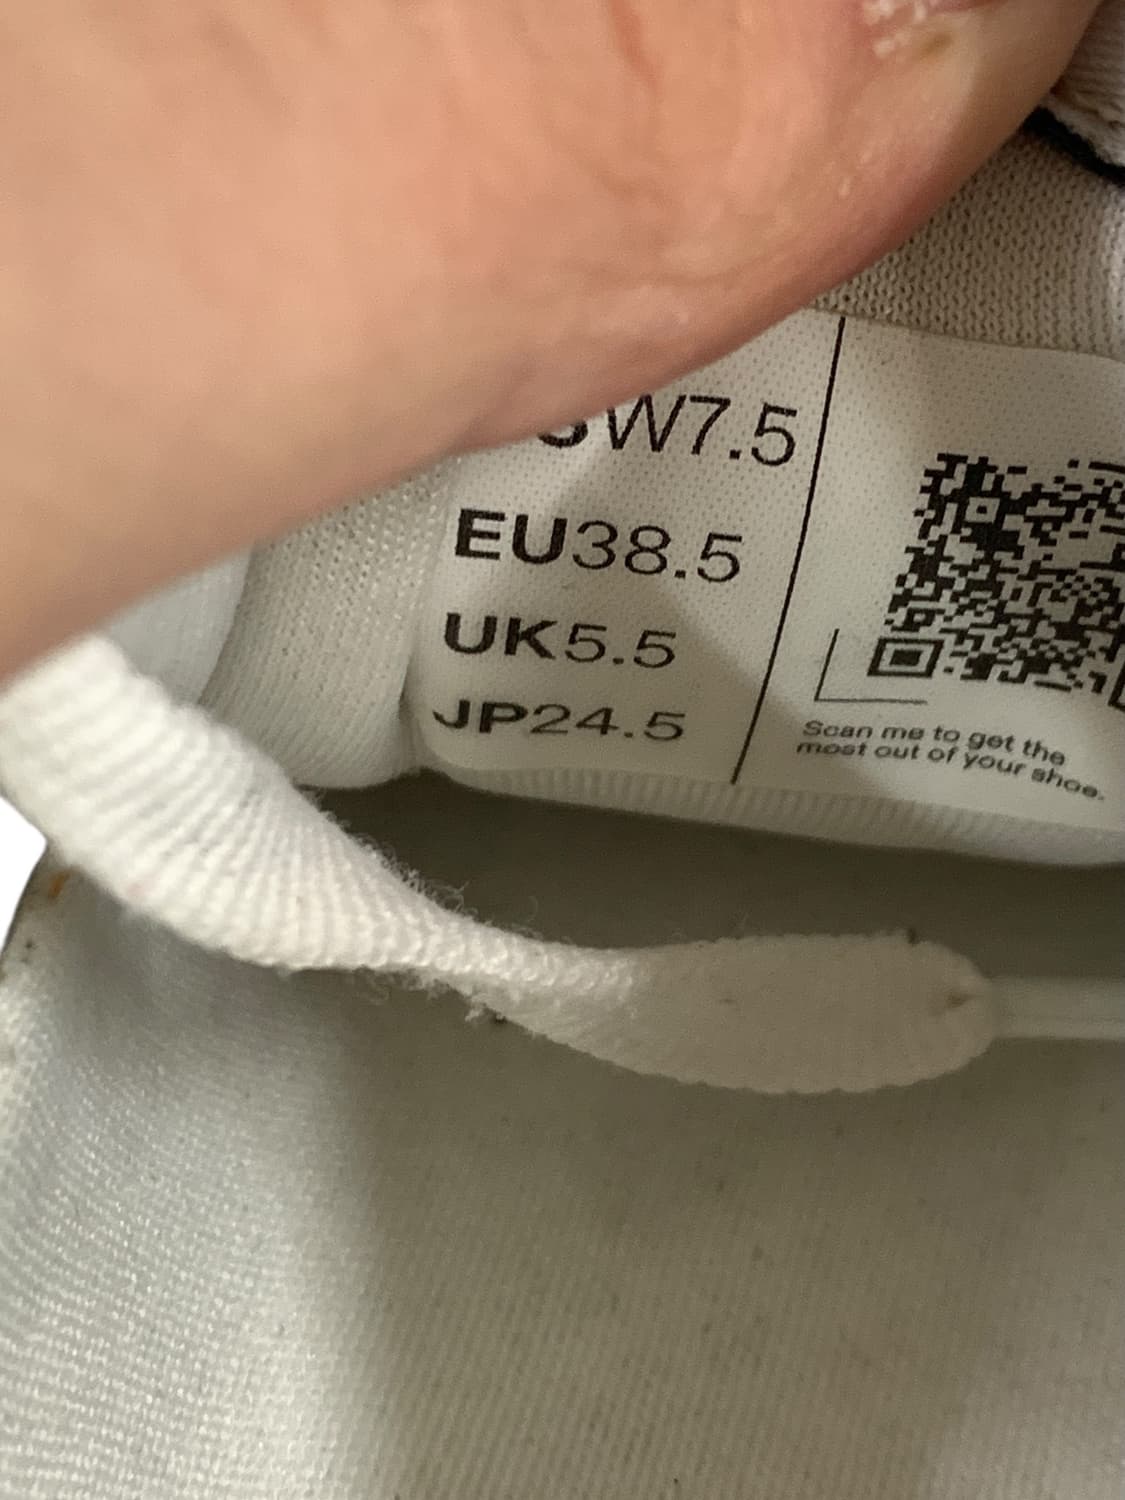 W7.5
EU38.5
UK5.5
JP24.5
Scan me to get the
most out of your shoe.